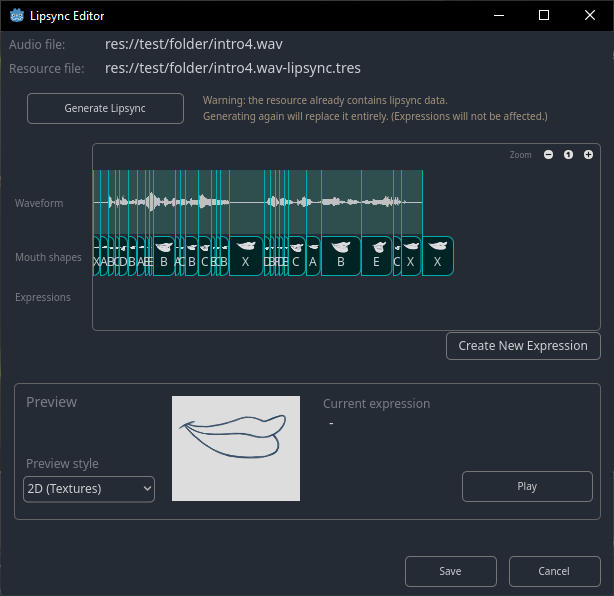 Lipsync Editor
Audio file: res://test/folder/intro4.wav
Resource file: res://test/folder/intro4.wav-lipsync.tres
Generate Lipsync
Warning: the resource already contains lipsync data.
Generating again will replace it entirely. (Expressions will not be affected.)
Zoom
Waveform
Mouth shapes
X A B D B A B C B C B X C A B E C X X
Expressions
Create New Expression
Preview
Current expression
-
Preview style
2D (Textures)
Play
Save Cancel